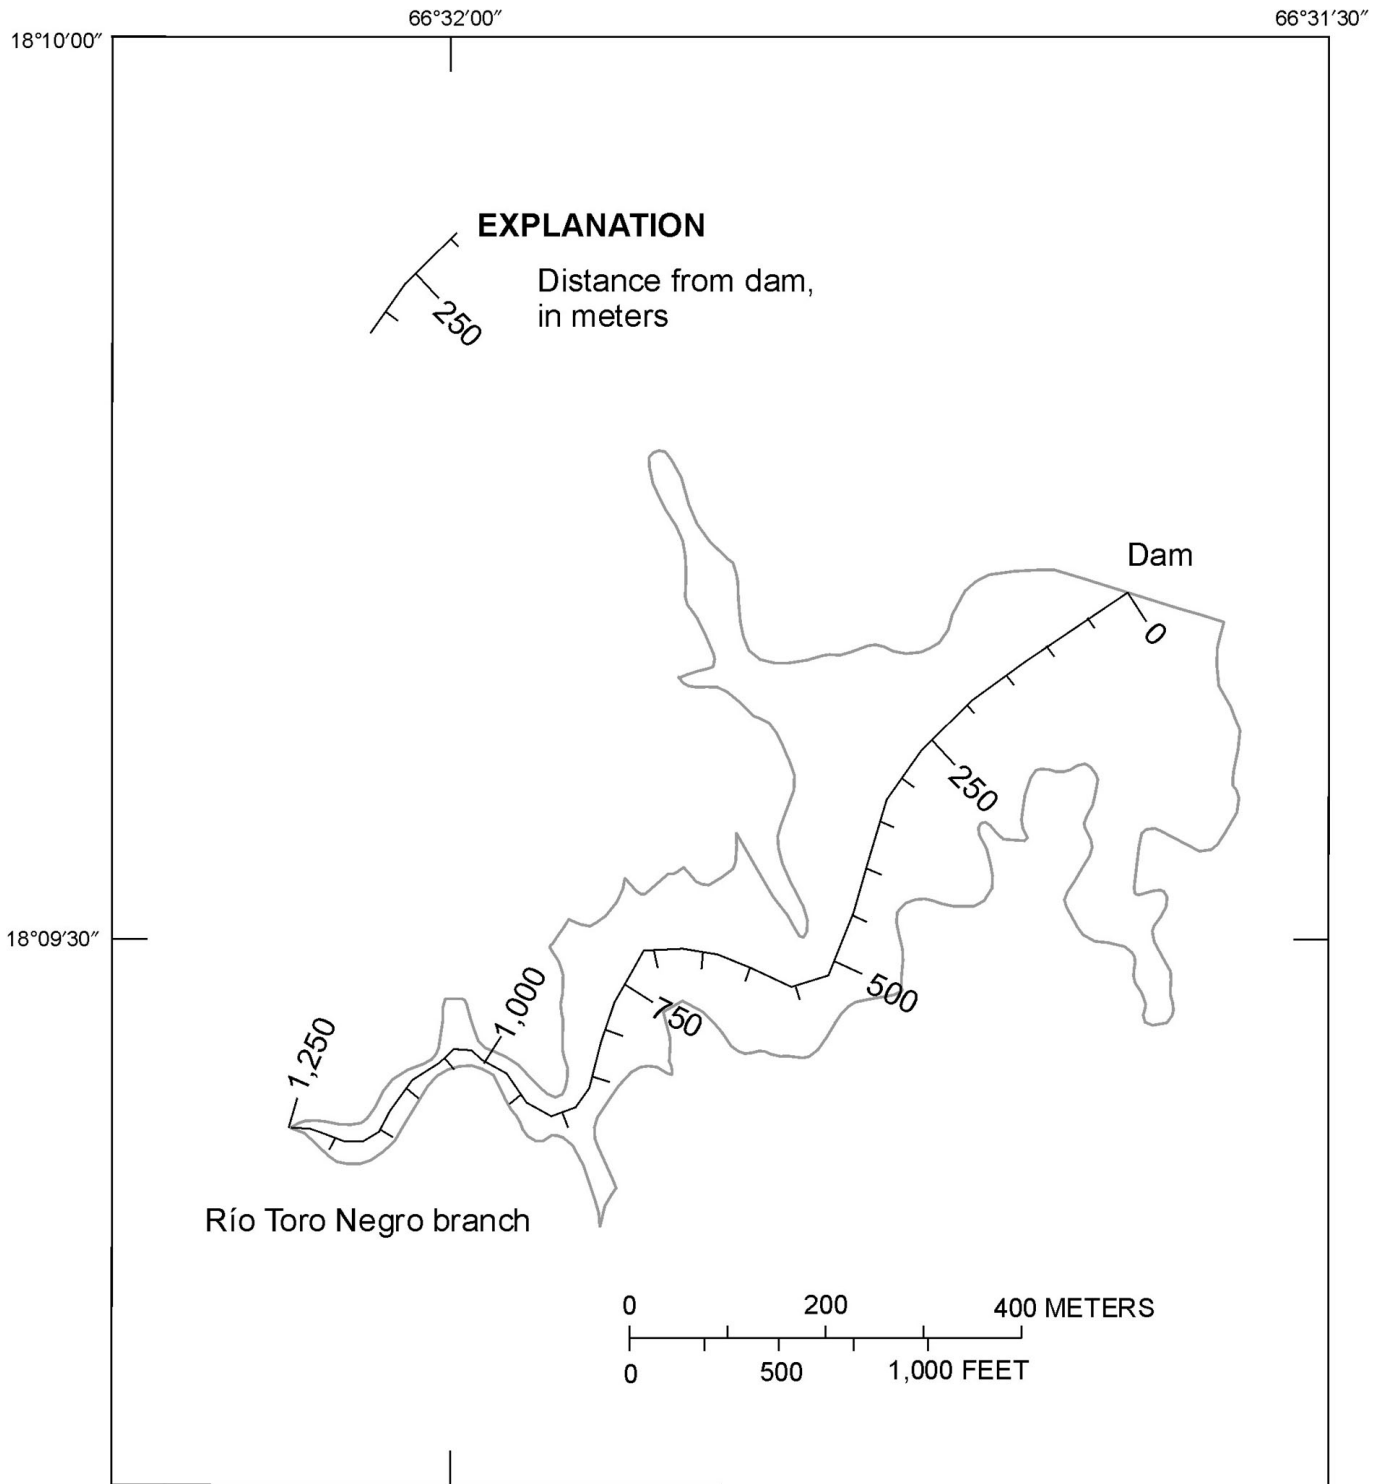 66°32′00″
66°31′30″
18°10′00″
EXPLANATION
Distance from dam,
in meters
250
Dam
0
250
18°09′30″
500
750
1,000
1,250
Río Toro Negro branch
0 200 400 METERS
0 500 1,000 FEET